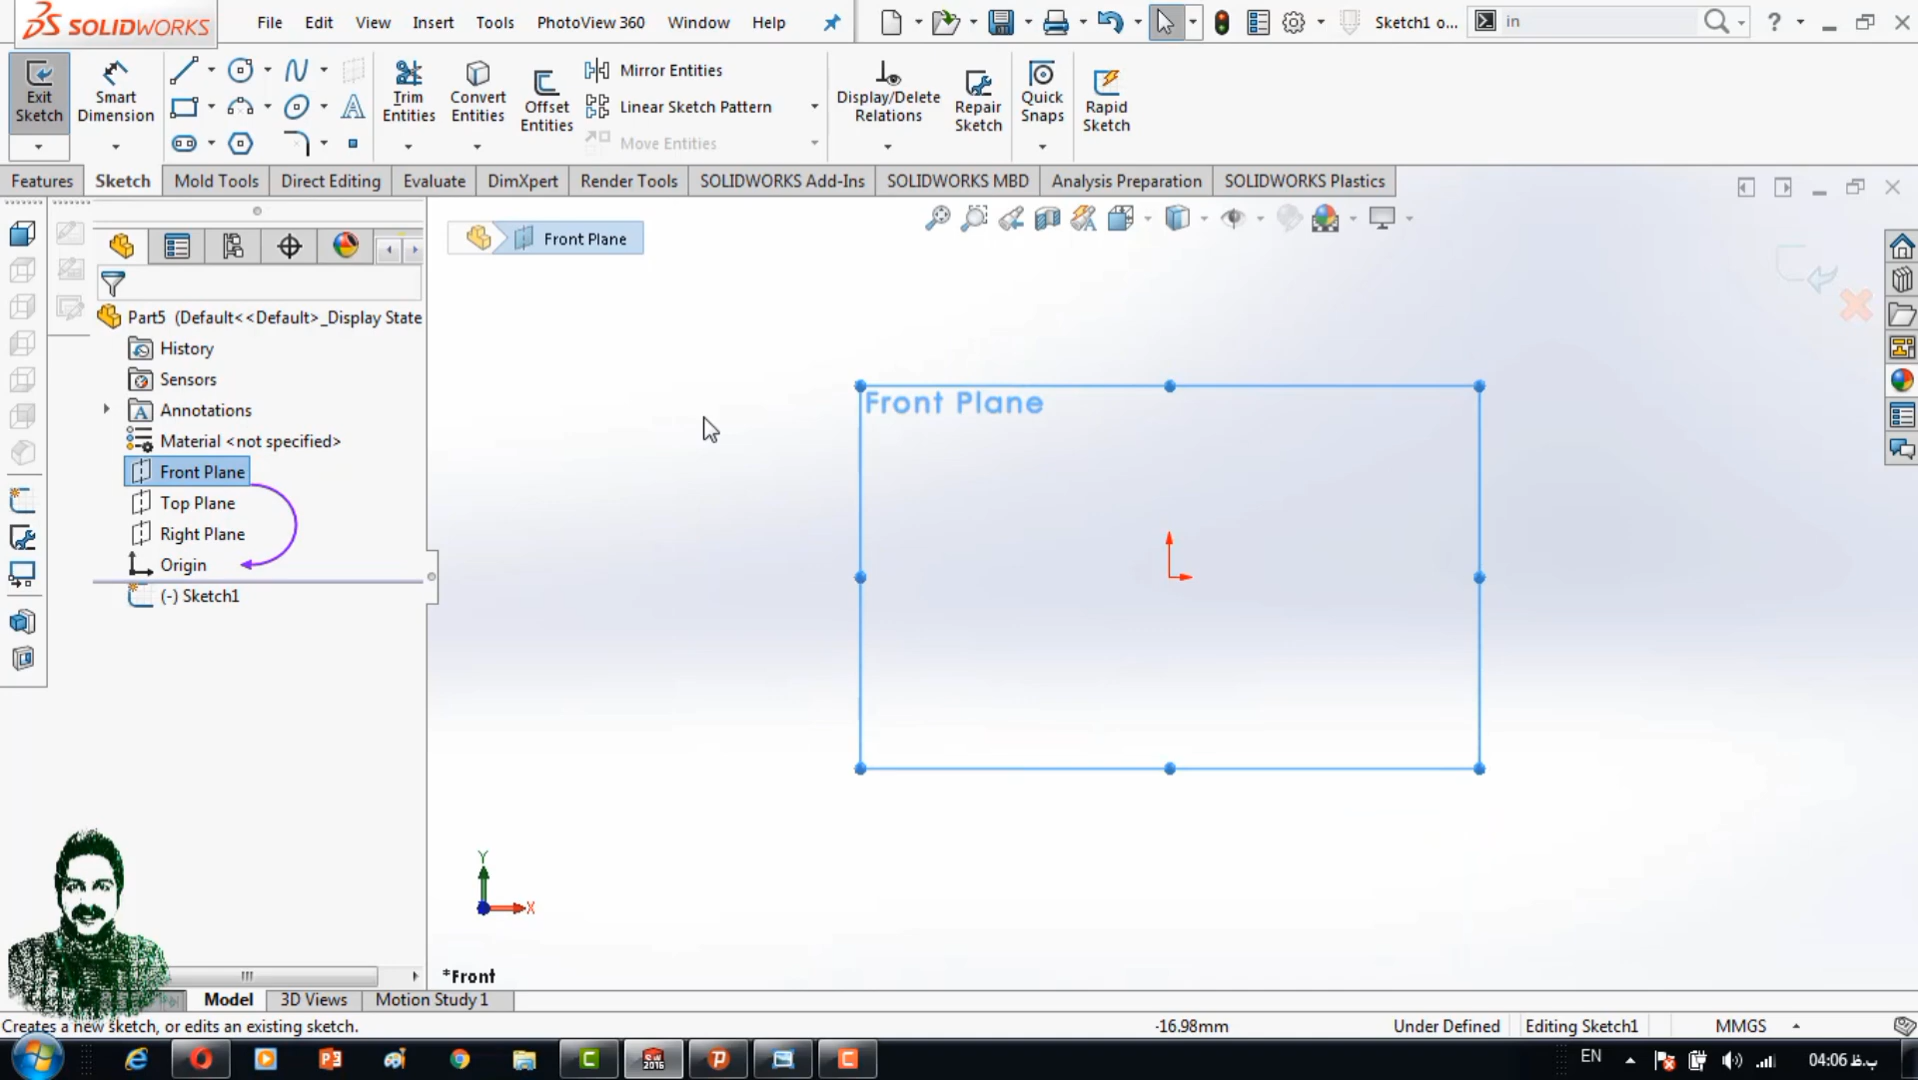 SOLIDWORKS File Edit View Insert Tools PhotoView 360 Window Help Sketch1 o... in
Exit Sketch
Smart Dimension
Trim Entities
Convert Entities
Offset Entities
Mirror Entities
Linear Sketch Pattern
Move Entities
Display/Delete Relations
Repair Sketch
Quick Snaps
Rapid Sketch
Features Sketch Mold Tools Direct Editing Evaluate DimXpert Render Tools SOLIDWORKS Add-Ins SOLIDWORKS MBD Analysis Preparation SOLIDWORKS Plastics
Front Plane
Part5 (Default<<Default>_Display State
History
Sensors
Annotations
Material <not specified>
Front Plane
Top Plane
Right Plane
Origin
(-) Sketch1
Front Plane
Y
X
*Front
Model 3D Views Motion Study 1
Creates a new sketch, or edits an existing sketch. -16.98mm Under Defined Editing Sketch1 MMGS
SW 2016
EN 04:06 ب.ظ